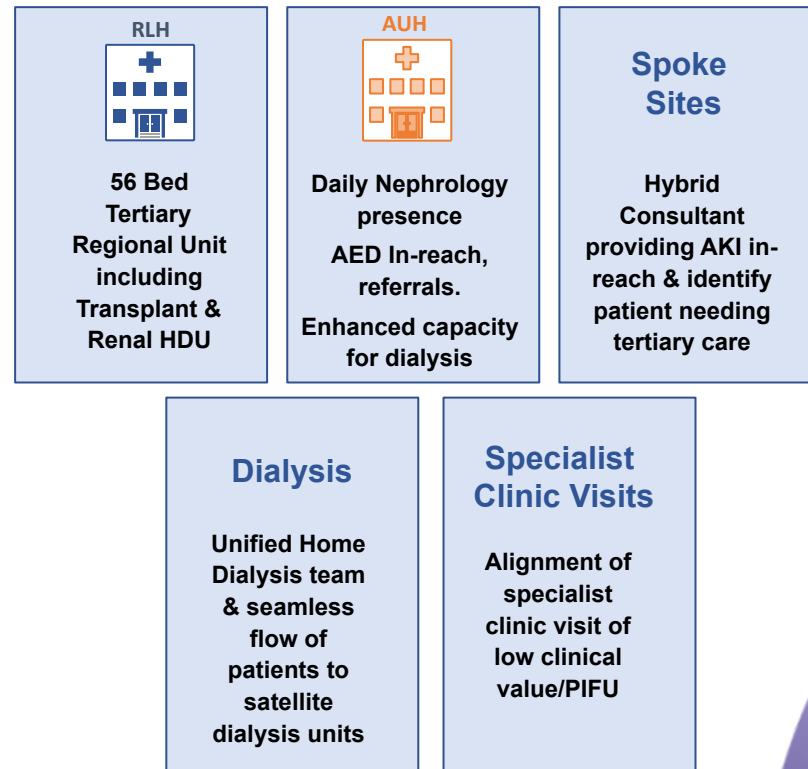 RLH
56 Bed
Tertiary
Regional Unit
including
Transplant &
Renal HDU
AUH
Daily Nephrology
presence
AED In-reach,
referrals.
Enhanced capacity
for dialysis
Spoke
Sites
Hybrid
Consultant
providing AKI in-
reach & identify
patient needing
tertiary care
Dialysis
Unified Home
Dialysis team
& seamless
flow of
patients to
satellite
dialysis units
Specialist
Clinic Visits
Alignment of
specialist
clinic visit of
low clinical
value/PIFU